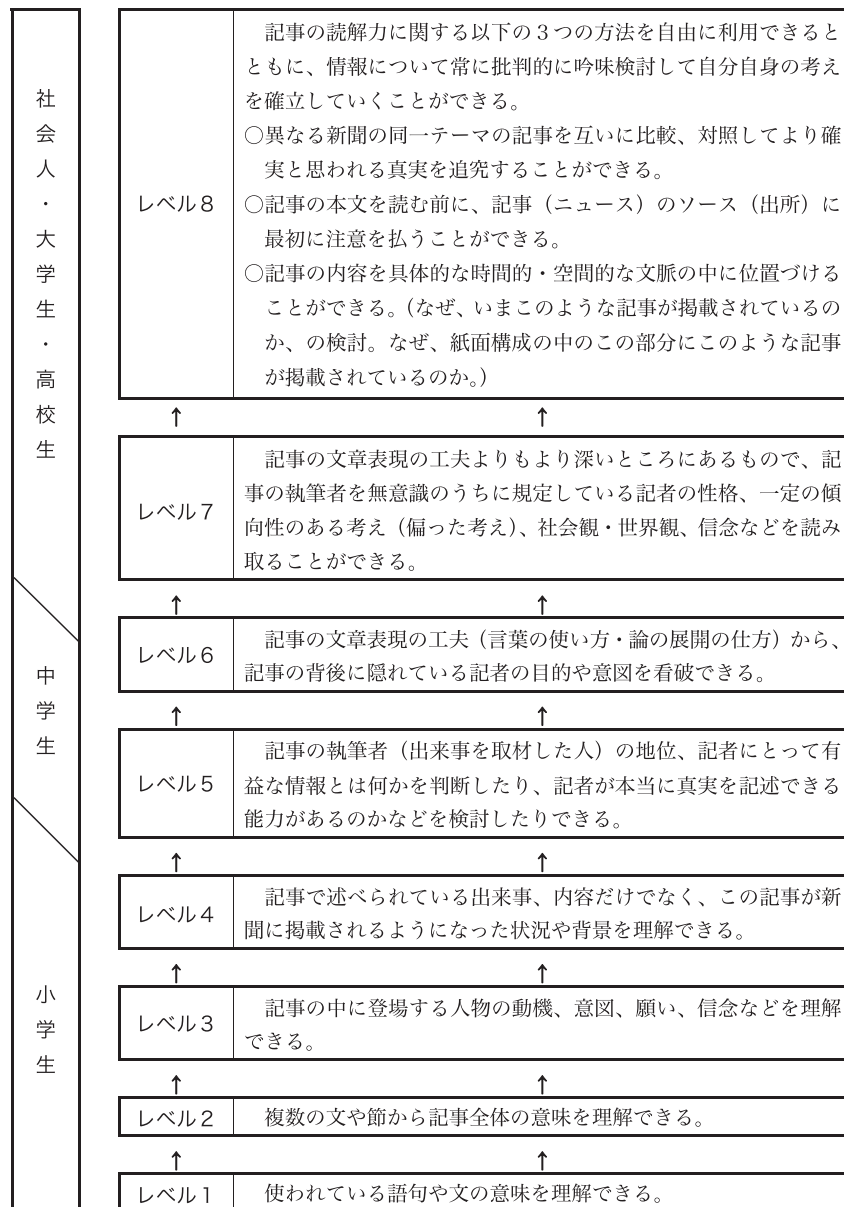 社会人・大学生・高校生
レベル８
記事の読解力に関する以下の３つの方法を自由に利用できると
ともに、情報について常に批判的に吟味検討して自分自身の考え
を確立していくことができる。
○異なる新聞の同一テーマの記事を互いに比較、対照してより確
実と思われる真実を追究することができる。
○記事の本文を読む前に、記事（ニュース）のソース（出所）に
最初に注意を払うことができる。
○記事の内容を具体的な時間的・空間的な文脈の中に位置づける
ことができる。（なぜ、いまこのような記事が掲載されているの
か、の検討。なぜ、紙面構成の中のこの部分にこのような記事
が掲載されているのか。）
↑ ↑
レベル７
記事の文章表現の工夫よりもより深いところにあるもので、記
事の執筆者を無意識のうちに規定している記者の性格、一定の傾
向性のある考え（偏った考え）、社会観・世界観、信念などを読み
取ることができる。
↑ ↑
中学生
レベル６
記事の文章表現の工夫（言葉の使い方・論の展開の仕方）から、
記事の背後に隠れている記者の目的や意図を看破できる。
↑ ↑
レベル５
記事の執筆者（出来事を取材した人）の地位、記者にとって有
益な情報とは何かを判断したり、記者が本当に真実を記述できる
能力があるのかなどを検討したりできる。
↑ ↑
小学生
レベル４
記事で述べられている出来事、内容だけでなく、この記事が新
聞に掲載されるようになった状況や背景を理解できる。
↑ ↑
レベル３
記事の中に登場する人物の動機、意図、願い、信念などを理解
できる。
↑ ↑
レベル２
複数の文や節から記事全体の意味を理解できる。
↑ ↑
レベル１
使われている語句や文の意味を理解できる。